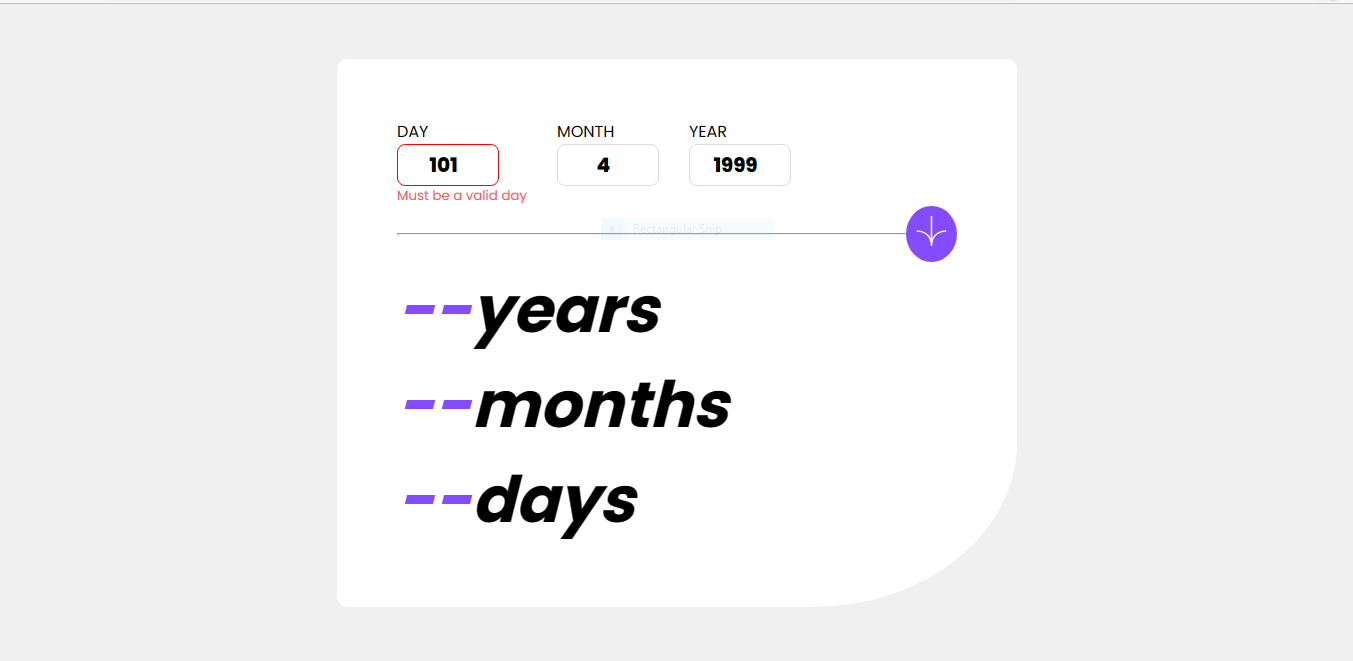 DAY MONTH YEAR
101 4 1999
Must be a valid day
Rectangular Snip
--years
--months
--days